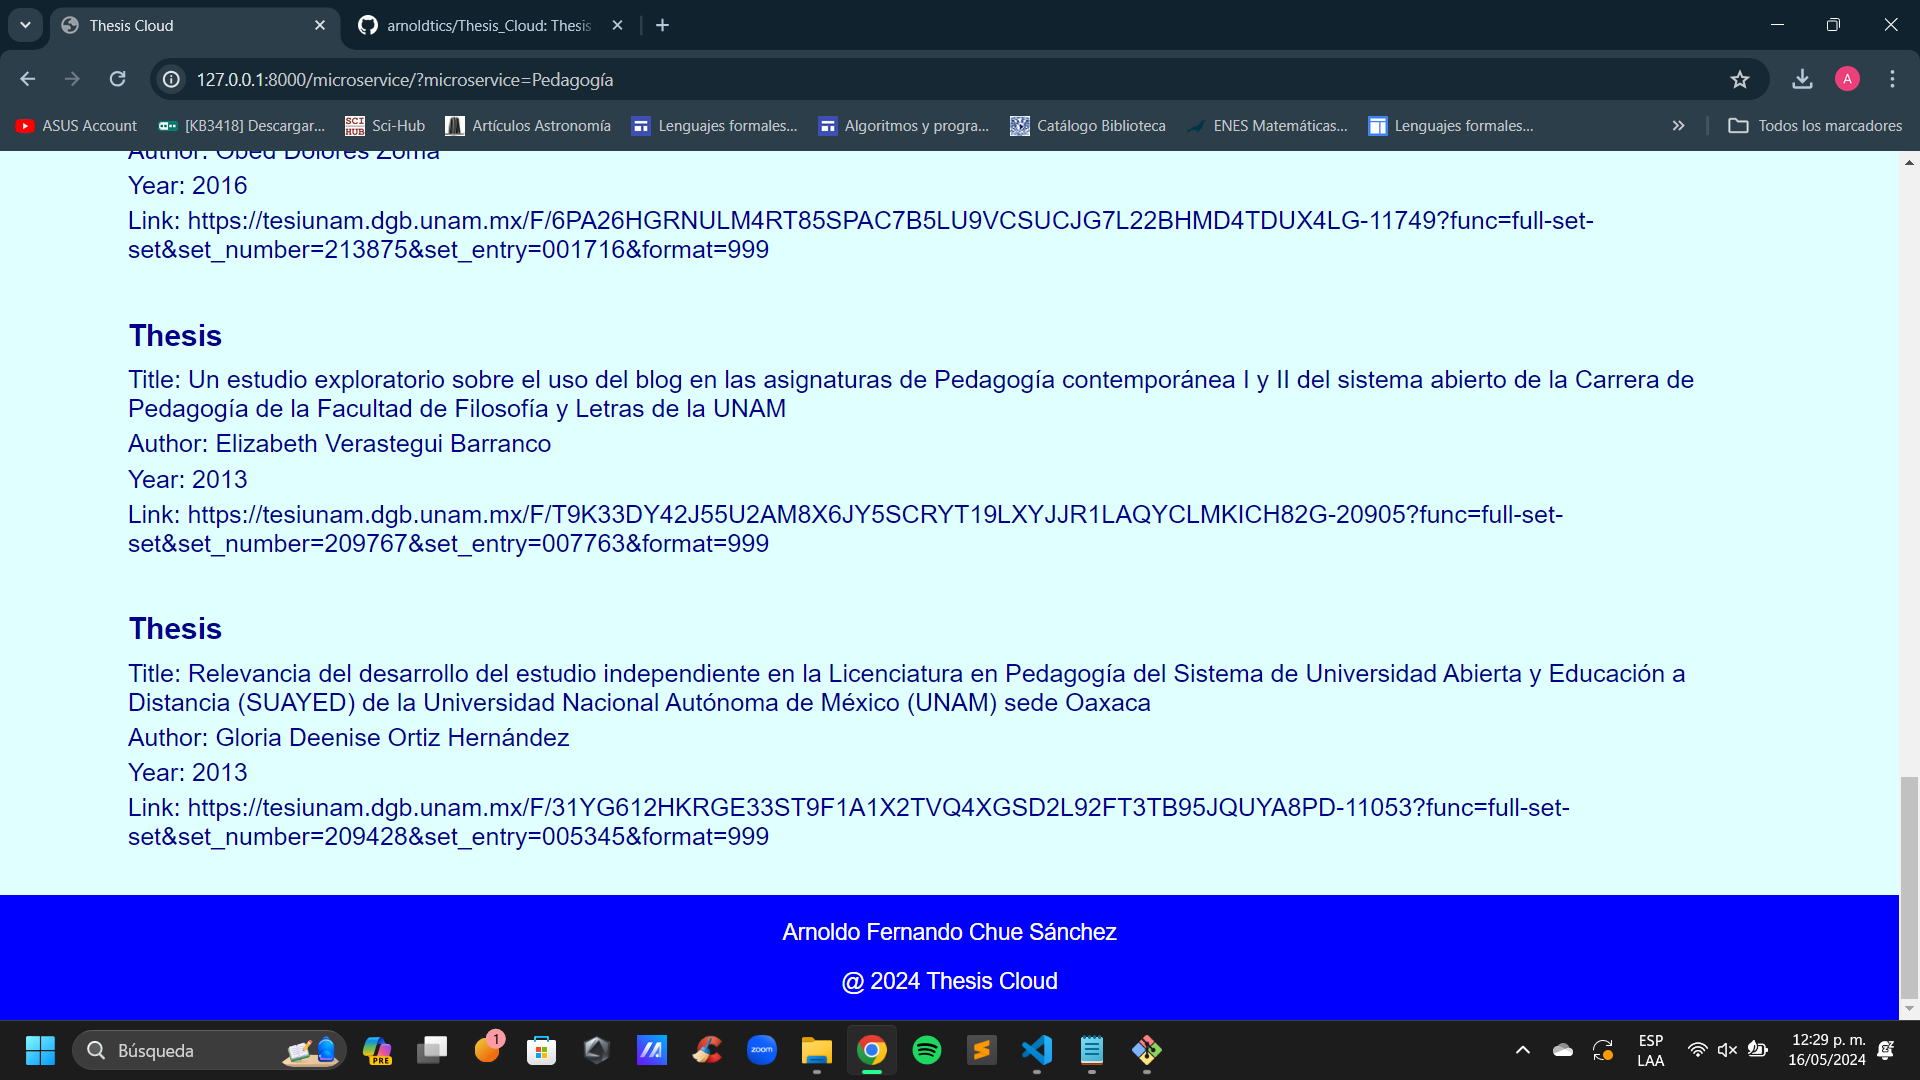 Thesis Cloud
arnoldtics/Thesis_Cloud: Thesis
127.0.0.1:8000/microservice/?microservice=Pedagogía
A
ASUS Account
[KB3418] Descargar...
SCI HUB
Sci-Hub
Artículos Astronomía
Lenguajes formales...
Algoritmos y progra...
Catálogo Biblioteca
ENES Matemáticas...
Lenguajes formales...
Todos los marcadores
Author: Obed Dolores Zoma
Year: 2016
Link: https://tesiunam.dgb.unam.mx/F/6PA26HGRNULM4RT85SPAC7B5LU9VCSUCJG7L22BHMD4TDUX4LG-11749?func=full-set-
set&set_number=213875&set_entry=001716&format=999
Thesis
Title: Un estudio exploratorio sobre el uso del blog en las asignaturas de Pedagogía contemporánea I y II del sistema abierto de la Carrera de
Pedagogía de la Facultad de Filosofía y Letras de la UNAM
Author: Elizabeth Verastegui Barranco
Year: 2013
Link: https://tesiunam.dgb.unam.mx/F/T9K33DY42J55U2AM8X6JY5SCRYT19LXYJJR1LAQYCLMKICH82G-20905?func=full-set-
set&set_number=209767&set_entry=007763&format=999
Thesis
Title: Relevancia del desarrollo del estudio independiente en la Licenciatura en Pedagogía del Sistema de Universidad Abierta y Educación a
Distancia (SUAYED) de la Universidad Nacional Autónoma de México (UNAM) sede Oaxaca
Author: Gloria Deenise Ortiz Hernández
Year: 2013
Link: https://tesiunam.dgb.unam.mx/F/31YG612HKRGE33ST9F1A1X2TVQ4XGSD2L92FT3TB95JQUYA8PD-11053?func=full-set-
set&set_number=209428&set_entry=005345&format=999
Arnoldo Fernando Chue Sánchez
@ 2024 Thesis Cloud
Búsqueda
PRE
1
zoom
ESP
LAA
12:29 p. m.
16/05/2024